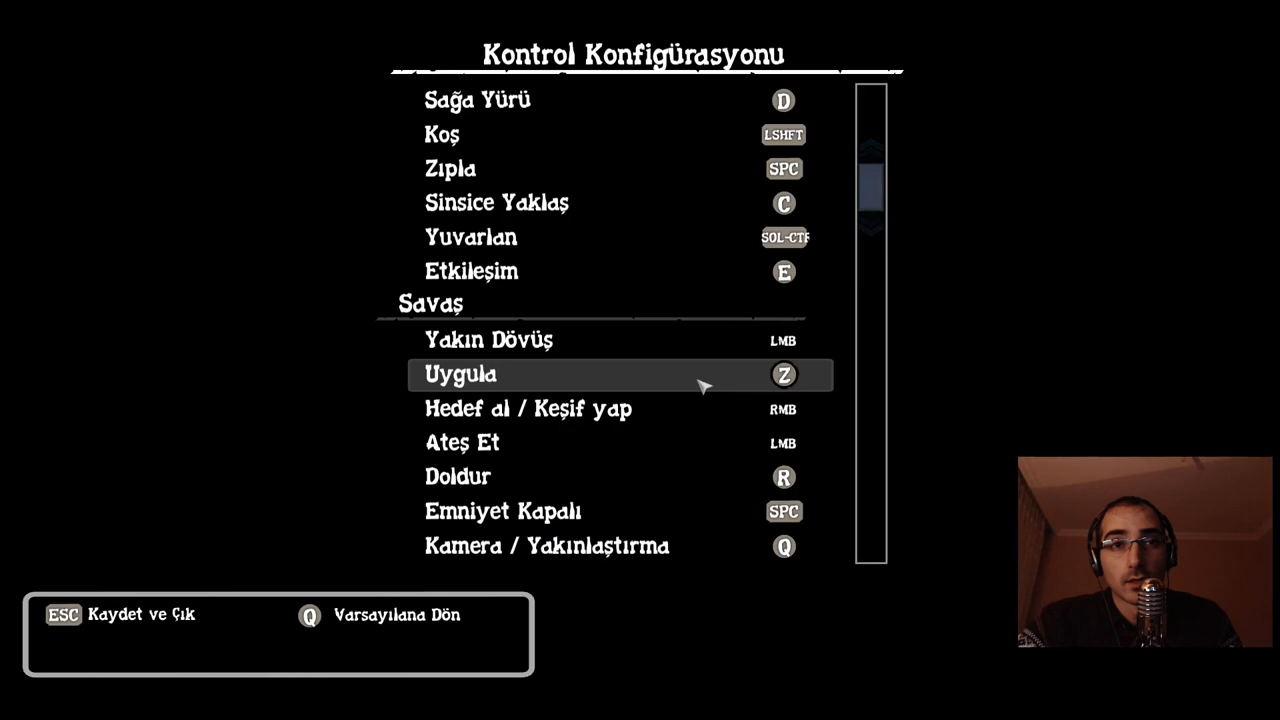 Kontrol Konfigürasyonu
Sağa Yürü D
Koş LSHFT
Zıpla SPC
Sinsice Yaklaş C
Yuvarlan SOL-CTR
Etkileşim E
Savaş
Yakın Dövüş LMB
Uygula Z
Hedef al / Keşif yap RMB
Ateş Et LMB
Doldur R
Emniyet Kapalı SPC
Kamera / Yakınlaştırma Q
ESC Kaydet ve Çık Q Varsayılana Dön